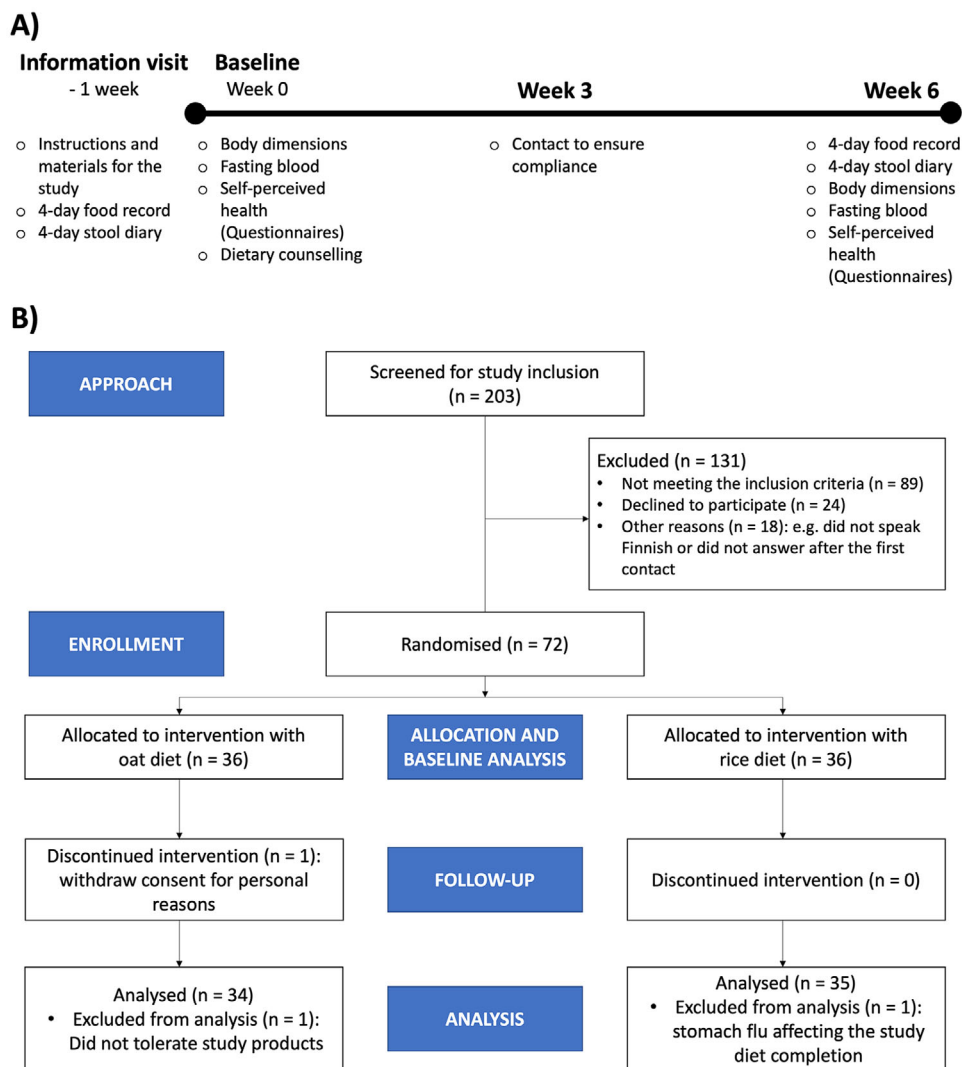 A)
Information visit
- 1 week
Baseline
Week 0
Week 3
Week 6
○ Instructions and
materials for the
study
○ 4-day food record
○ 4-day stool diary
○ Body dimensions
○ Fasting blood
○ Self-perceived
health
(Questionnaires)
○ Dietary counselling
○ Contact to ensure
compliance
○ 4-day food record
○ 4-day stool diary
○ Body dimensions
○ Fasting blood
○ Self-perceived
health
(Questionnaires)
B)
APPROACH
Screened for study inclusion
(n = 203)
Excluded (n = 131)
• Not meeting the inclusion criteria (n = 89)
• Declined to participate (n = 24)
• Other reasons (n = 18): e.g. did not speak
Finnish or did not answer after the first
contact
ENROLLMENT
Randomised (n = 72)
Allocated to intervention with
oat diet (n = 36)
ALLOCATION AND
BASELINE ANALYSIS
Allocated to intervention with
rice diet (n = 36)
Discontinued intervention (n = 1):
withdraw consent for personal
reasons
FOLLOW-UP
Discontinued intervention (n = 0)
Analysed (n = 34)
• Excluded from analysis (n = 1):
Did not tolerate study products
ANALYSIS
Analysed (n = 35)
• Excluded from analysis (n = 1):
stomach flu affecting the study
diet completion